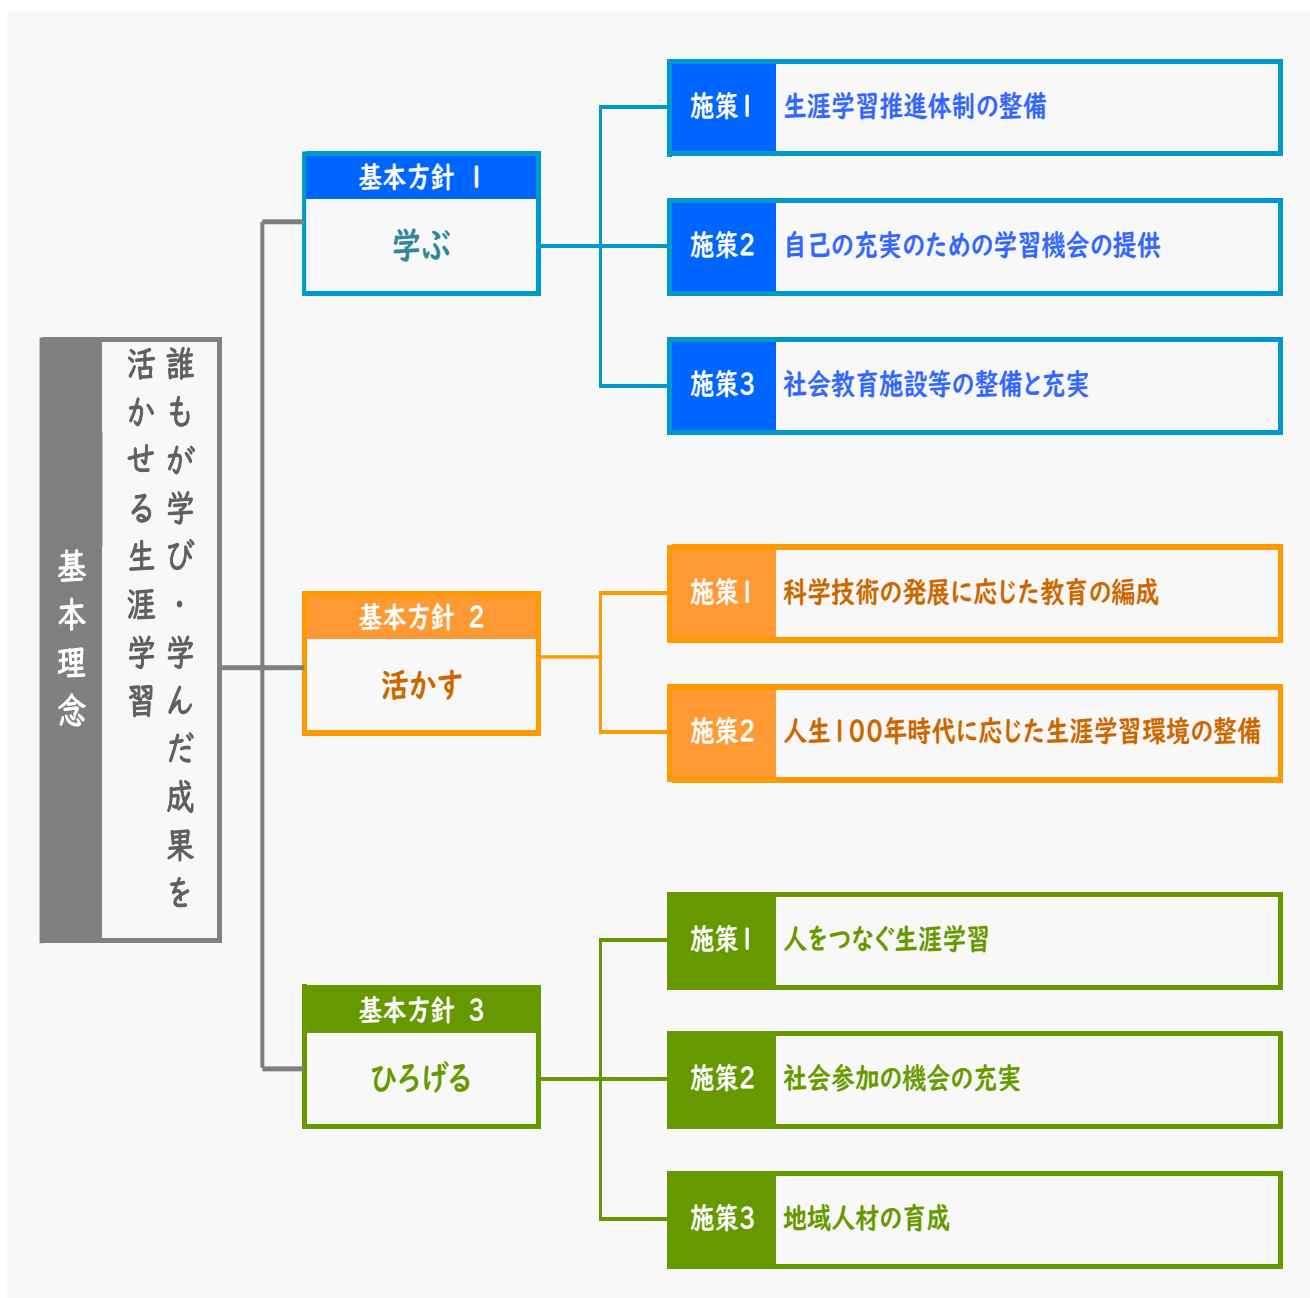 基本理念
誰もが学び・学んだ成果を
活かせる生涯学習
基本方針 1
学ぶ
施策1 生涯学習推進体制の整備
施策2 自己の充実のための学習機会の提供
施策3 社会教育施設等の整備と充実
基本方針 2
活かす
施策1 科学技術の発展に応じた教育の編成
施策2 人生100年時代に応じた生涯学習環境の整備
基本方針 3
ひろげる
施策1 人をつなぐ生涯学習
施策2 社会参加の機会の充実
施策3 地域人材の育成